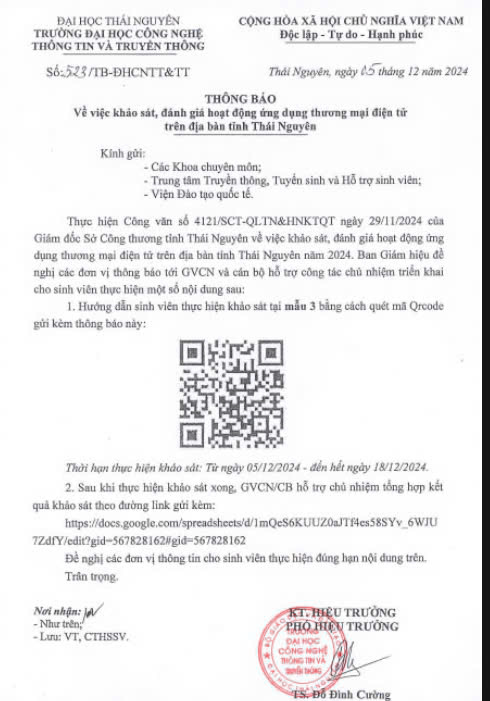 ĐẠI HỌC THÁI NGUYÊN
TRƯỜNG ĐẠI HỌC CÔNG NGHỆ
THÔNG TIN VÀ TRUYỀN THÔNG
Số:523/TB-ĐHCNTT&TT
CỘNG HÒA XÃ HỘI CHỦ NGHĨA VIỆT NAM
Độc lập - Tự do - Hạnh phúc
Thái Nguyên, ngày 05 tháng 12 năm 2024
THÔNG BÁO
Về việc khảo sát, đánh giá hoạt động ứng dụng thương mại điện tử
trên địa bàn tỉnh Thái Nguyên
Kính gửi:
- Các Khoa chuyên môn;
- Trung tâm Truyền thông, Tuyển sinh và Hỗ trợ sinh viên;
- Viện Đào tạo quốc tế.
Thực hiện Công văn số 4121/SCT-QLTN&HNKTQT ngày 29/11/2024 của
Giám đốc Sở Công thương tỉnh Thái Nguyên về việc khảo sát, đánh giá hoạt động ứng
dụng thương mại điện tử trên địa bàn tỉnh Thái Nguyên năm 2024. Ban Giám hiệu đề
nghị các đơn vị thông báo tới GVCN và cán bộ hỗ trợ công tác chủ nhiệm triển khai
cho sinh viên thực hiện một số nội dung sau:
1. Hướng dẫn sinh viên thực hiện khảo sát tại mẫu 3 bằng cách quét mã Qrcode
gửi kèm thông báo này:
Thời hạn thực hiện khảo sát: Từ ngày 05/12/2024 - đến hết ngày 18/12/2024.
2. Sau khi thực hiện khảo sát xong, GVCN/CB hỗ trợ chủ nhiệm tổng hợp kết
quả khảo sát theo đường link gửi kèm:
https://docs.google.com/spreadsheets/d/1mQeS6KUUZ0aJTf4es58SYv_6WIU
7ZdfY/edit?gid=567828162#gid=567828162
Đề nghị các đơn vị thông tin cho sinh viên thực hiện đúng hạn nội dung trên.
Trân trọng.
Nơi nhận:
- Như trên;
- Lưu: VT, CTHSSV.
KT. HIỆU TRƯỞNG
PHÓ HIỆU TRƯỞNG
TRƯỜNG
ĐẠI HỌC
CÔNG NGHỆ
THÔNG TIN VÀ
TRUYỀN THÔNG
TS. Đỗ Đình Cường